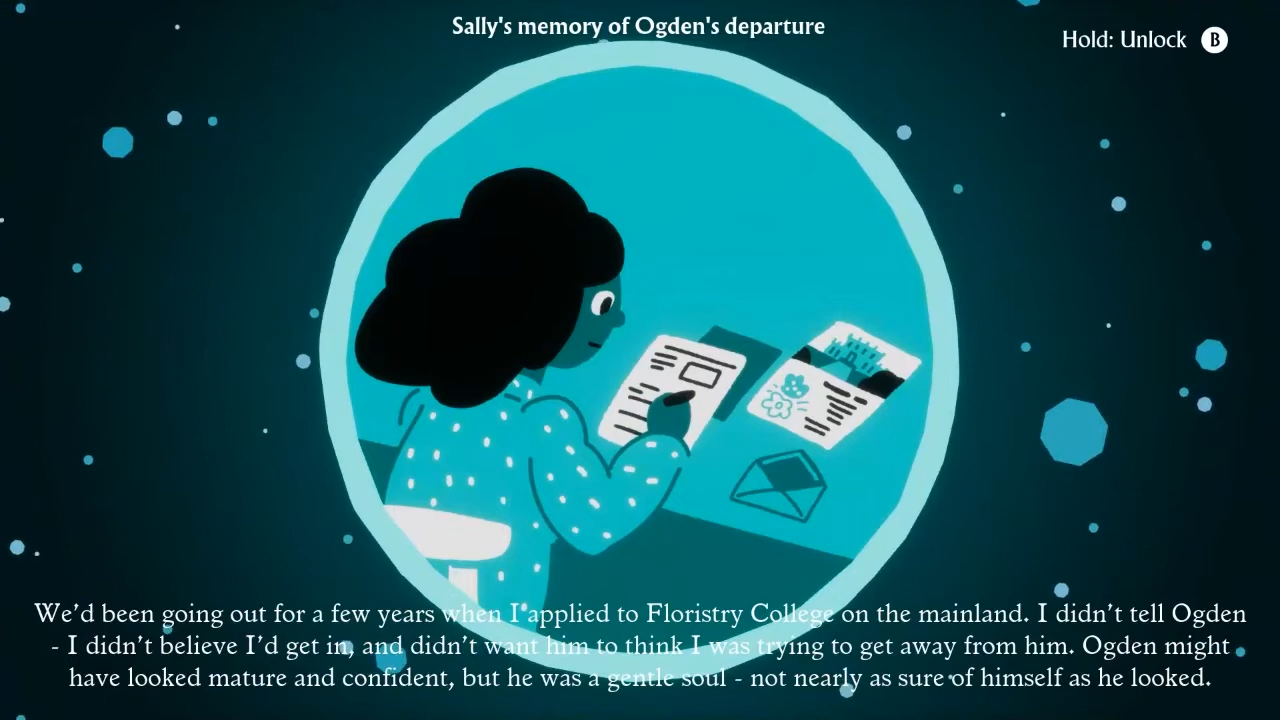 Sally's memory of Ogden's departure
Hold: Unlock B
We'd been going out for a few years when I applied to Floristry College on the mainland. I didn't tell Ogden
- I didn't believe I'd get in, and didn't want him to think I was trying to get away from him. Ogden might
have looked mature and confident, but he was a gentle soul - not nearly as sure of himself as he looked.